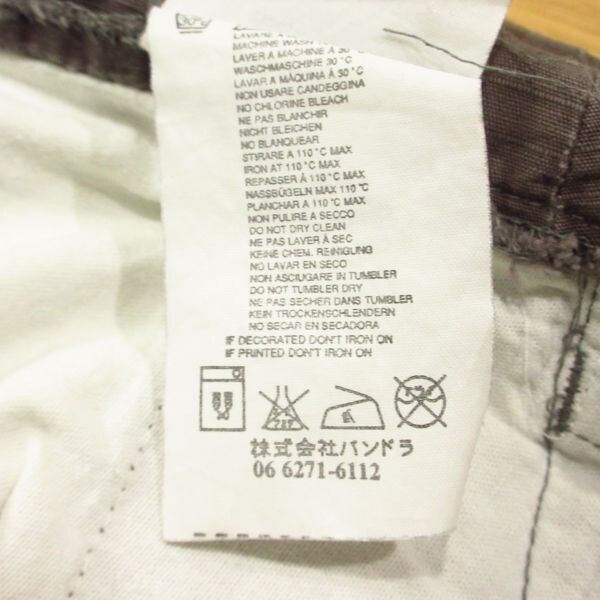 30°C
LAVARE A
MACHINE WASH
LAVER A MACHINE À 30°
WASCHMASCHINE 30°C
LAVAR A MÀQUINA À 30°C
NON USARE CANDEGGINA
NO CHLORINE BLEACH
NE PAS BLANCHIR
NICHT BLEICHEN
NO BLANQUEAR
STIRARE A 110°C MAX
IRON AT 110°C MAX
REPASSER À 110°C MAX
NASSBÜGELN MAX 110°C
PLANCHAR A 110°C MAX
NON PULIRE A SECCO
DO NOT DRY CLEAN
NE PAS LAVER À SEC
KEINE CHEM. REINIGUNG
NO LAVAR EN SECO
NON ASCIUGARE IN TUMBLER
DO NOT TUMBLER DRY
NE PAS SECHER DANS TUMBLER
KEIN TROCKENSCHLENDERN
NO SECAR EN SECADORA
IF DECORATED DON'T IRON ON
IF PRINTED DON'T IRON ON
株式会社パンドラ
06 6271-6112